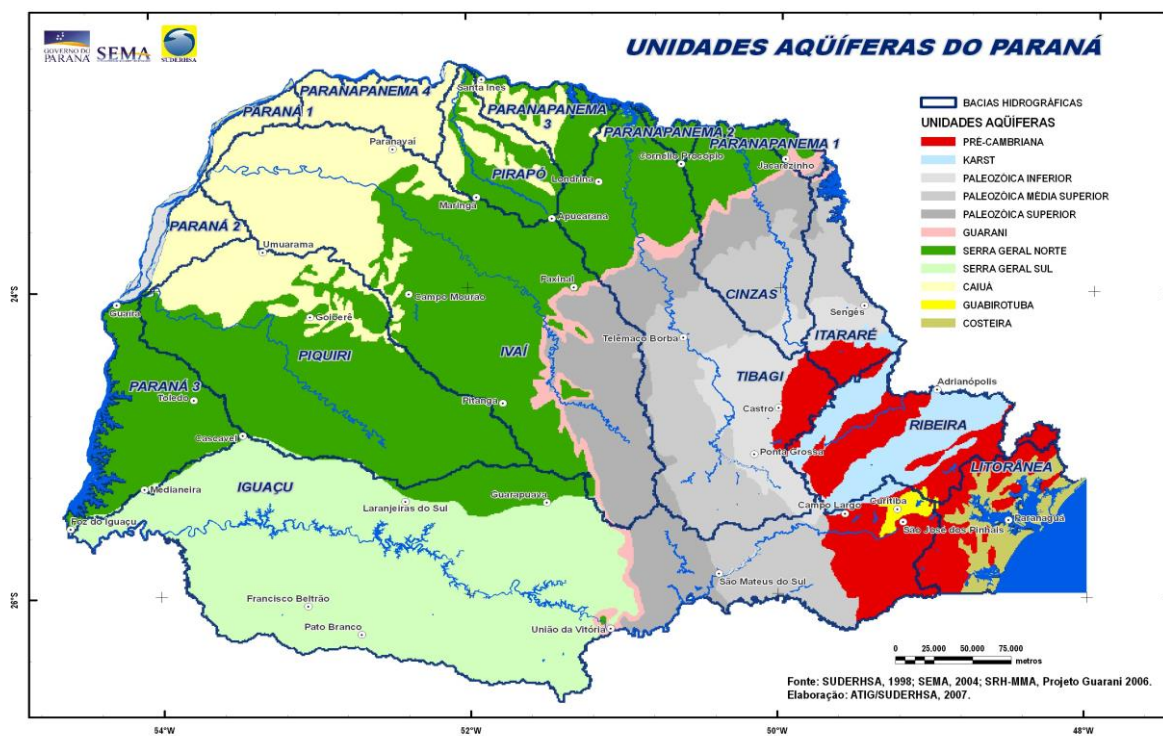 GOVERNO DO
PARANÁ
SEMA
SUDERHSA
UNIDADES AQÜÍFERAS DO PARANÁ
BACIAS HIDROGRÁFICAS
UNIDADES AQÜÍFERAS
PRÉ-CAMBRIANA
KARST
PALEOZÓICA INFERIOR
PALEOZÓICA MÉDIA SUPERIOR
PALEOZÓICA SUPERIOR
GUARANI
SERRA GERAL NORTE
SERRA GERAL SUL
CAIUÁ
GUABIROTUBA
COSTEIRA
PARANAPANEMA 4
PARANÁ 1
Santa Inês
PARANAPANEMA
3
PARANAPANEMA 2
PARANAPANEMA 1
Paranavaí
Cornélio Procópio
Jacarezinho
PIRAPÓ
Londrina
Maringá
Apucarana
PARANÁ 2
Umuarama
Faxinal
24°S
Campo Mourão
CINZAS
Guaíra
Goioerê
Sengés
Telêmaco Borba
ITARARÉ
PIQUIRI
IVAÍ
TIBAGI
PARANÁ 3
Toledo
Pitanga
Castro
Adrianópolis
RIBEIRA
Cascavel
Ponta Grossa
LITORÂNEA
IGUAÇU
Medianeira
Laranjeiras do Sul
Guarapuava
Campo Largo
Curitiba
Foz do Iguaçu
São José dos Pinhais
Paranaguá
São Mateus do Sul
26°S
Francisco Beltrão
Pato Branco
União da Vitória
0 25.000 50.000 75.000
metros
Fonte: SUDERHSA, 1998; SEMA, 2004; SRH-MMA, Projeto Guarani 2006.
Elaboração: ATIG/SUDERHSA, 2007.
54°W 52°W 50°W 48°W